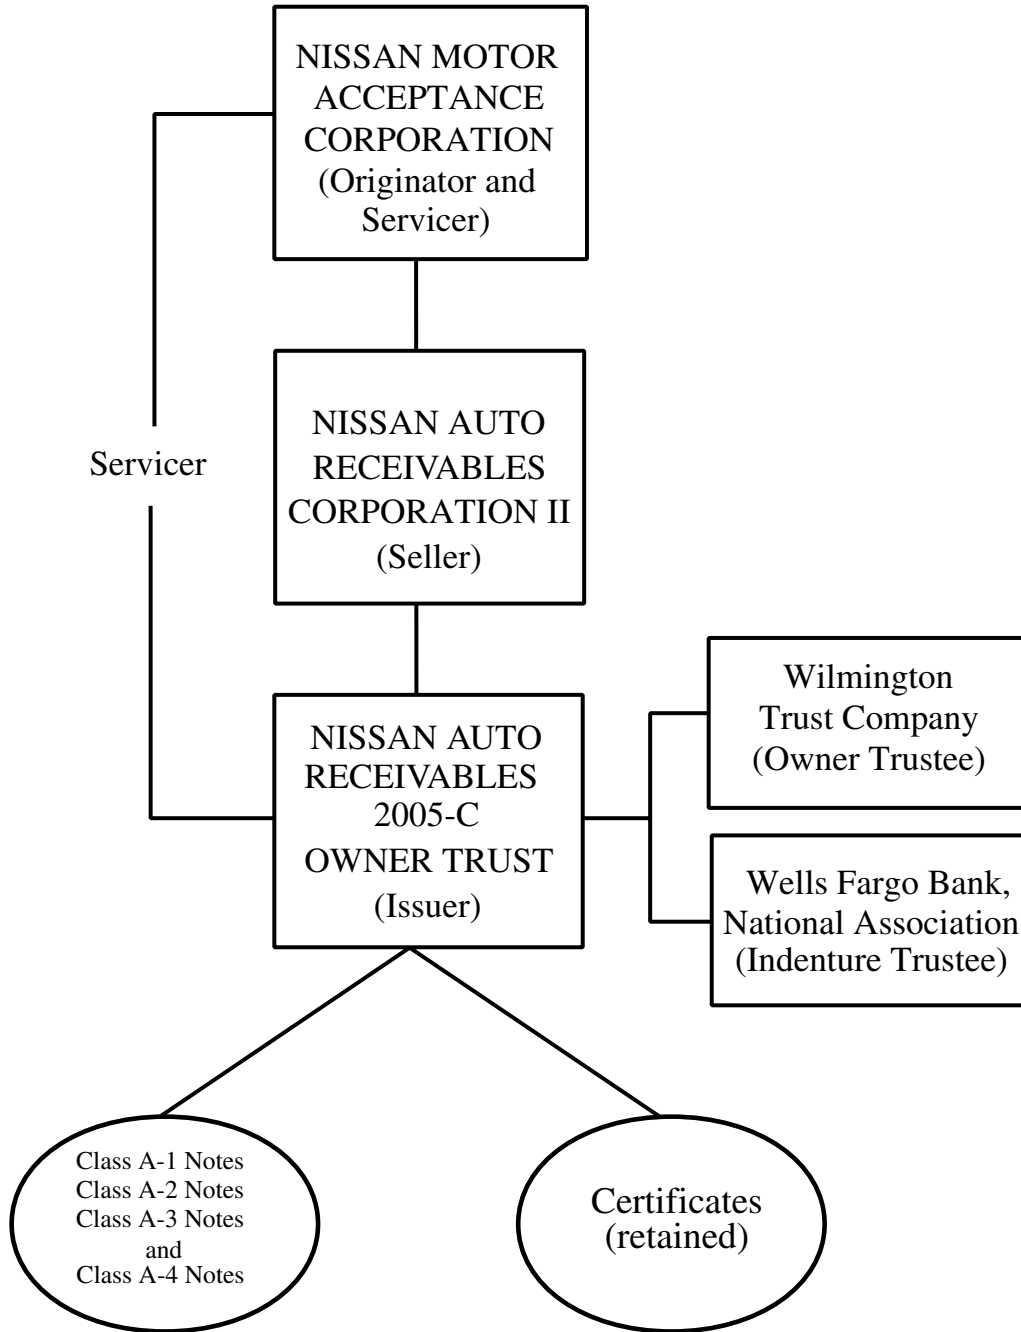 NISSAN MOTOR
ACCEPTANCE
CORPORATION
(Originator and
Servicer)
Servicer
NISSAN AUTO
RECEIVABLES
CORPORATION II
(Seller)
NISSAN AUTO
RECEIVABLES
2005-C
OWNER TRUST
(Issuer)
Wilmington
Trust Company
(Owner Trustee)
Wells Fargo Bank,
National Association
(Indenture Trustee)
Class A-1 Notes
Class A-2 Notes
Class A-3 Notes
and
Class A-4 Notes
Certificates
(retained)